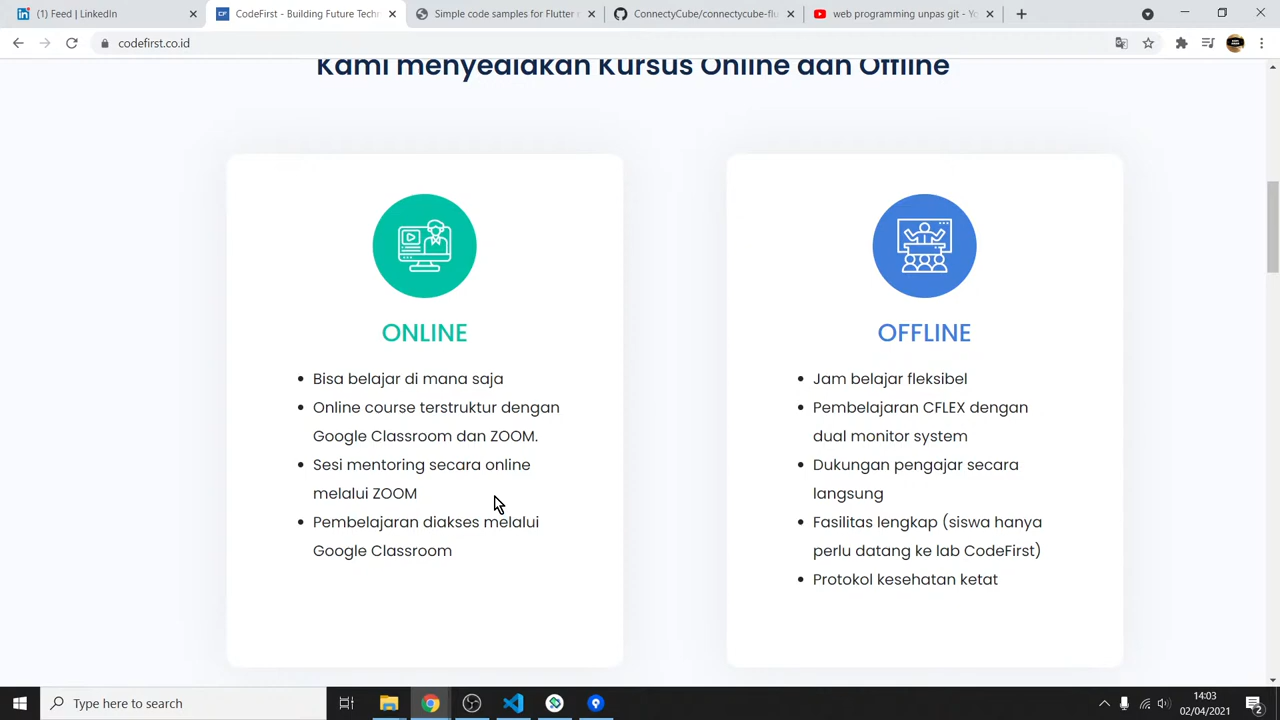 (1) Feed | LinkedIn
CodeFirst - Building Future Techn
Simple code samples for Flutter
ConnectyCube/connectycube-flu
web programming unpas git - Yo
codefirst.co.id
Kami menyediakan Kursus Online dan Offline
ONLINE
Bisa belajar di mana saja
Online course terstruktur dengan
Google Classroom dan ZOOM.
Sesi mentoring secara online
melalui ZOOM
Pembelajaran diakses melalui
Google Classroom
OFFLINE
Jam belajar fleksibel
Pembelajaran CFLEX dengan
dual monitor system
Dukungan pengajar secara
langsung
Fasilitas lengkap (siswa hanya
perlu datang ke lab CodeFirst)
Protokol kesehatan ketat
Type here to search
14:03
02/04/2021
2